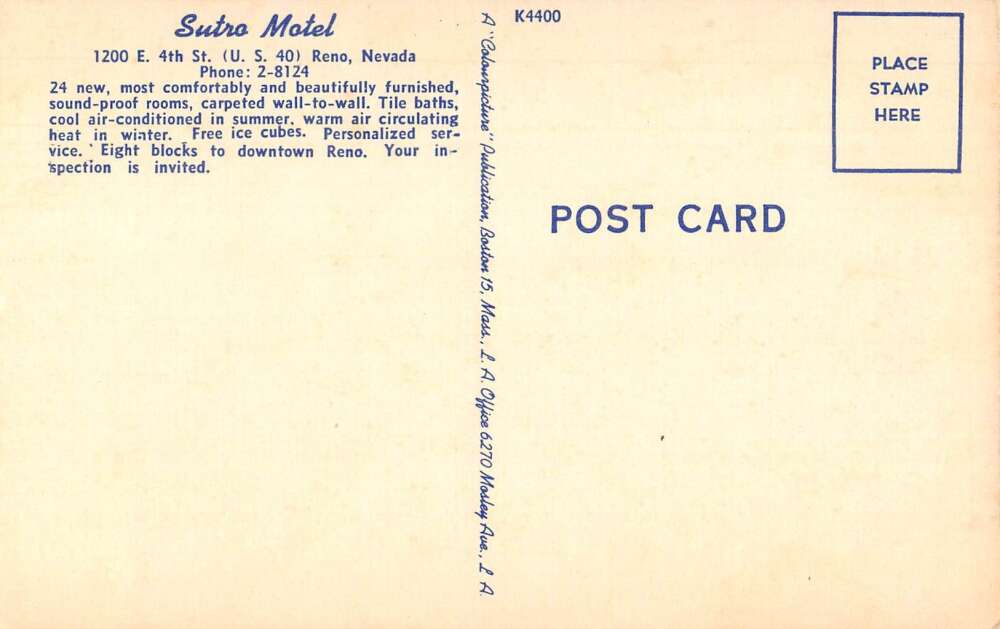 Sutro Motel
1200 E. 4th St. (U. S. 40) Reno, Nevada
Phone: 2-8124
24 new, most comfortably and beautifully furnished,
sound-proof rooms, carpeted wall-to-wall. Tile baths,
cool air-conditioned in summer, warm air circulating
heat in winter. Free ice cubes. Personalized ser-
vice. Eight blocks to downtown Reno. Your in-
spection is invited.
A "Colourpicture" Publication, Boston 15, Mass., L. A. Office 6270 Mosley Ave., L A.
K4400
PLACE
STAMP
HERE
POST CARD